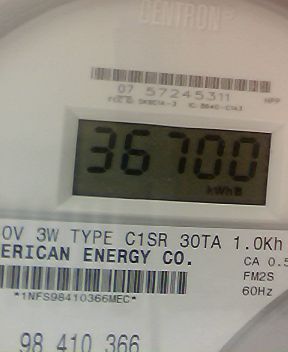 CENTRON®
07 57245311
36700
kWh
0V 3W TYPE C1SR 30TA 1.0Kh
ERICAN ENERGY CO.
CA 0.5
FM2S
*1NFS98410366MEC*
60Hz
98 410 366